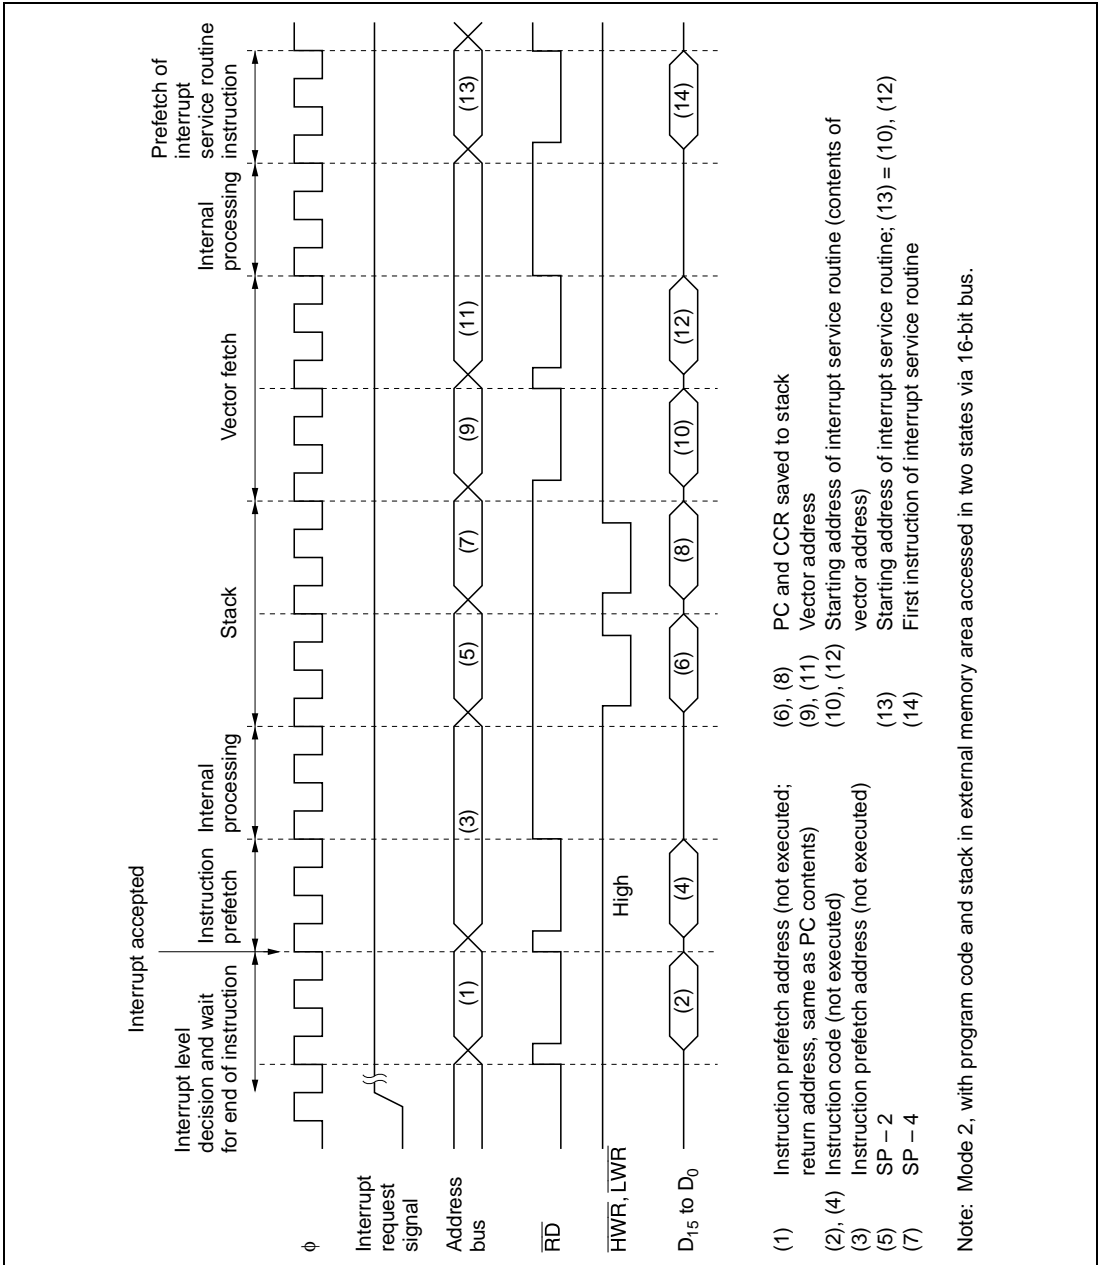 Interrupt accepted
Interrupt level
decision and wait
for end of instruction
Instruction
prefetch
Internal
processing
Stack
Vector fetch
Internal
processing
Prefetch of
interrupt
service routine
instruction
φ
Interrupt
request
signal
Address
bus
(1)
(3)
(5)
(7)
(9)
(11)
(13)
RD
HWR, LWR
High
D15 to D0
(2)
(4)
(6)
(8)
(10)
(12)
(14)
(1) Instruction prefetch address (not executed;
return address, same as PC contents)
(2), (4) Instruction code (not executed)
(3) Instruction prefetch address (not executed)
(5) SP – 2
(7) SP – 4
(6), (8) PC and CCR saved to stack
(9), (11) Vector address
(10), (12) Starting address of interrupt service routine (contents of
vector address)
(13) Starting address of interrupt service routine; (13) = (10), (12)
(14) First instruction of interrupt service routine
Note: Mode 2, with program code and stack in external memory area accessed in two states via 16-bit bus.